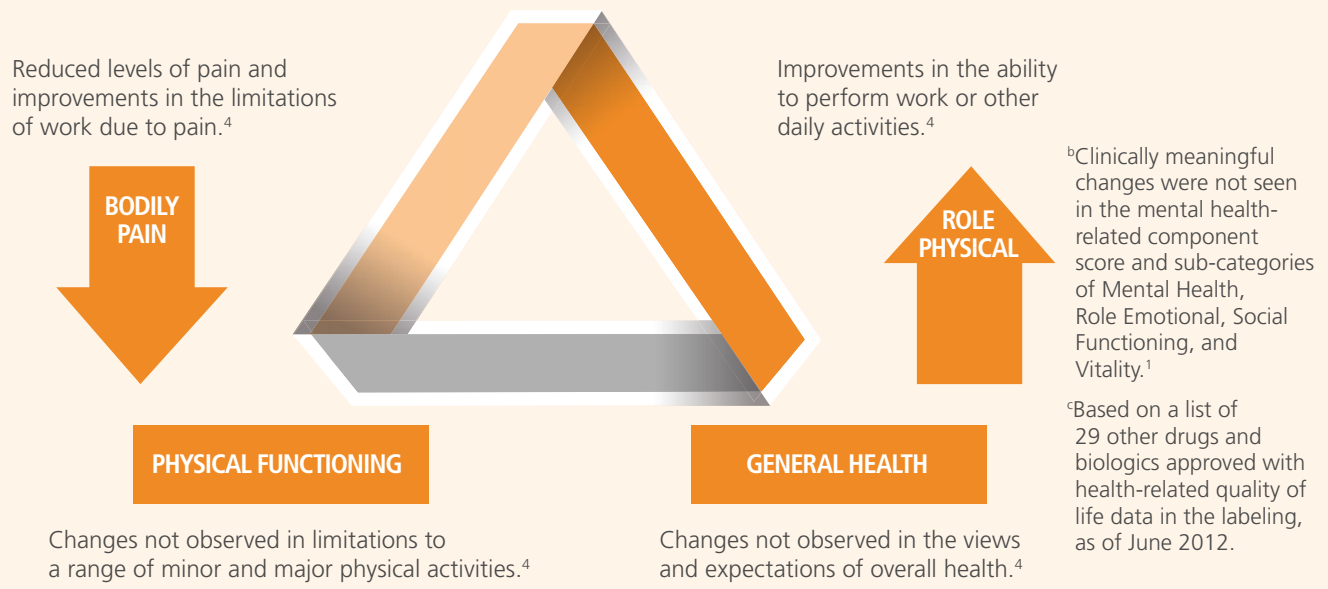 Reduced levels of pain and
improvements in the limitations
of work due to pain.⁴
BODILY
PAIN
Improvements in the ability
to perform work or other
daily activities.⁴
ROLE
PHYSICAL
PHYSICAL FUNCTIONING
Changes not observed in limitations to
a range of minor and major physical activities.⁴
GENERAL HEALTH
Changes not observed in the views
and expectations of overall health.⁴
ᵇClinically meaningful
changes were not seen
in the mental health-
related component
score and sub-categories
of Mental Health,
Role Emotional, Social
Functioning, and
Vitality.¹
ᶜBased on a list of
29 other drugs and
biologics approved with
health-related quality of
life data in the labeling,
as of June 2012.